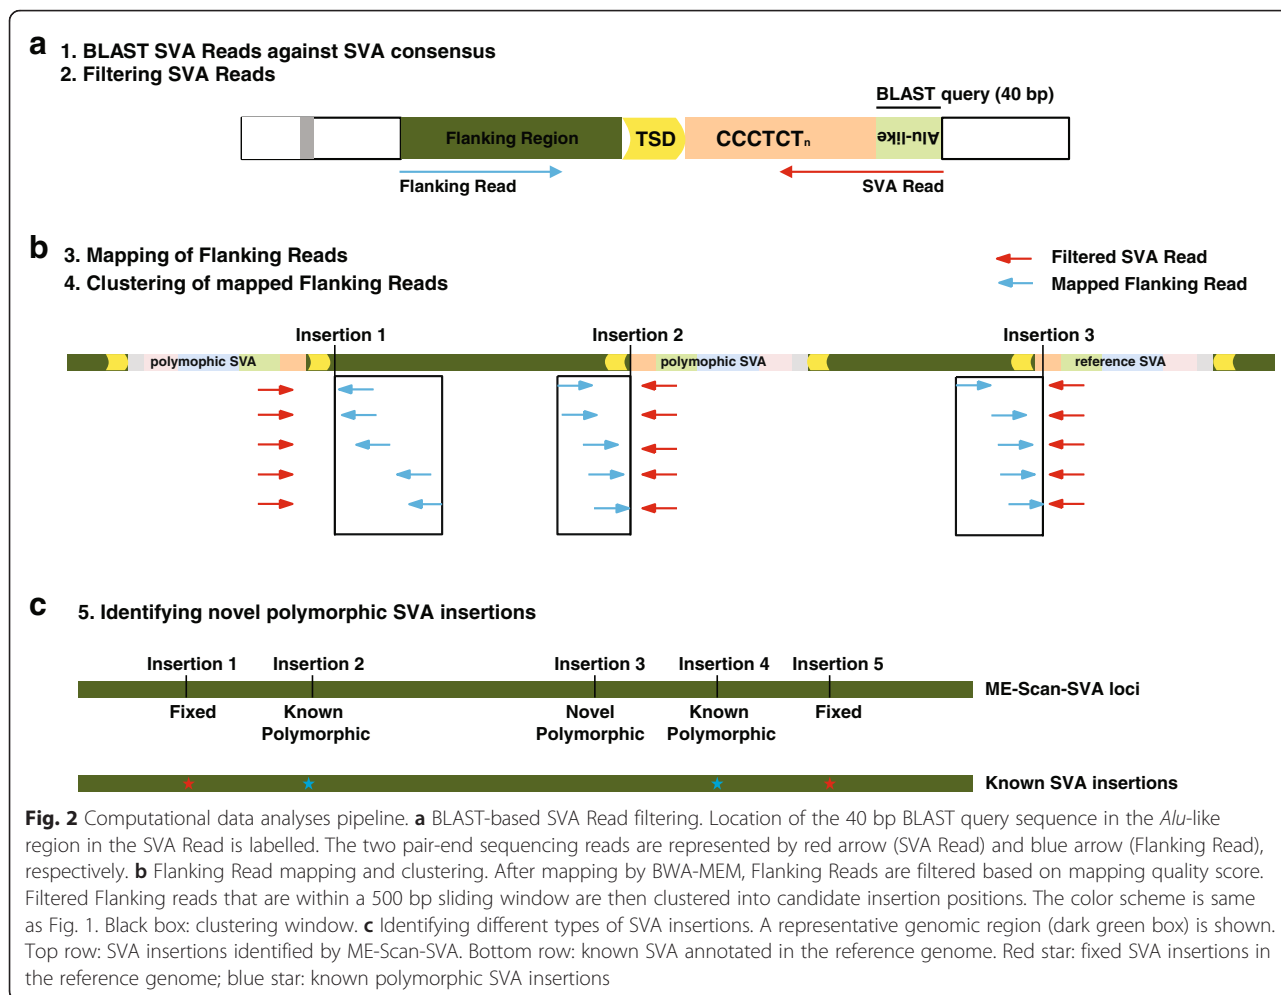 a
1. BLAST SVA Reads against SVA consensus
2. Filtering SVA Reads
BLAST query (40 bp)
Flanking Region
TSD
CCCTCTn
Alu-like
Flanking Read
SVA Read
b
3. Mapping of Flanking Reads
4. Clustering of mapped Flanking Reads
Filtered SVA Read
Mapped Flanking Read
Insertion 1
Insertion 2
Insertion 3
polymophic SVA
polymophic SVA
reference SVA
c
5. Identifying novel polymorphic SVA insertions
Insertion 1
Insertion 2
Insertion 3
Insertion 4
Insertion 5
ME-Scan-SVA loci
Fixed
Known
Polymorphic
Novel
Polymorphic
Known
Polymorphic
Fixed
Known SVA insertions
Fig. 2 Computational data analyses pipeline. a BLAST-based SVA Read filtering. Location of the 40 bp BLAST query sequence in the Alu-like
region in the SVA Read is labelled. The two pair-end sequencing reads are represented by red arrow (SVA Read) and blue arrow (Flanking Read),
respectively. b Flanking Read mapping and clustering. After mapping by BWA-MEM, Flanking Reads are filtered based on mapping quality score.
Filtered Flanking reads that are within a 500 bp sliding window are then clustered into candidate insertion positions. The color scheme is same
as Fig. 1. Black box: clustering window. c Identifying different types of SVA insertions. A representative genomic region (dark green box) is shown.
Top row: SVA insertions identified by ME-Scan-SVA. Bottom row: known SVA annotated in the reference genome. Red star: fixed SVA insertions in
the reference genome; blue star: known polymorphic SVA insertions